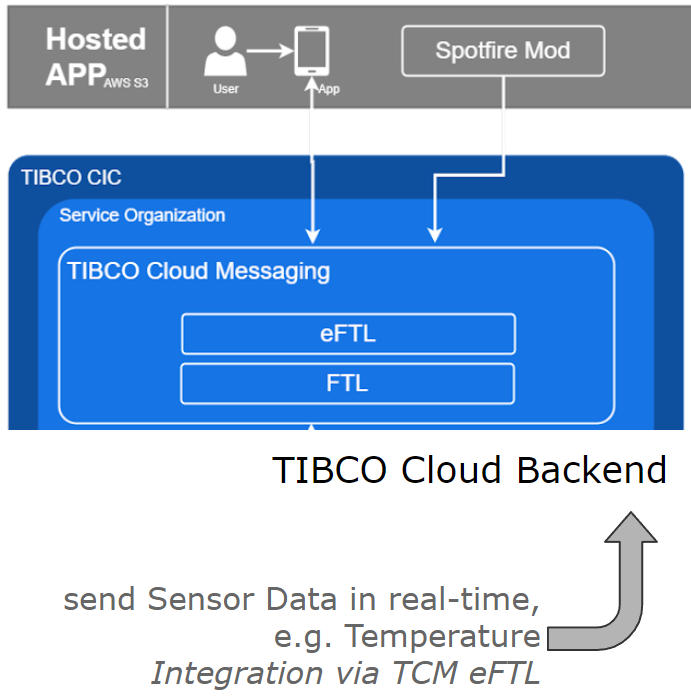 Hosted
APP AWS S3
User
App
Spotfire Mod
TIBCO CIC
Service Organization
TIBCO Cloud Messaging
eFTL
FTL
TIBCO Cloud Backend
send Sensor Data in real-time,
e.g. Temperature
Integration via TCM eFTL